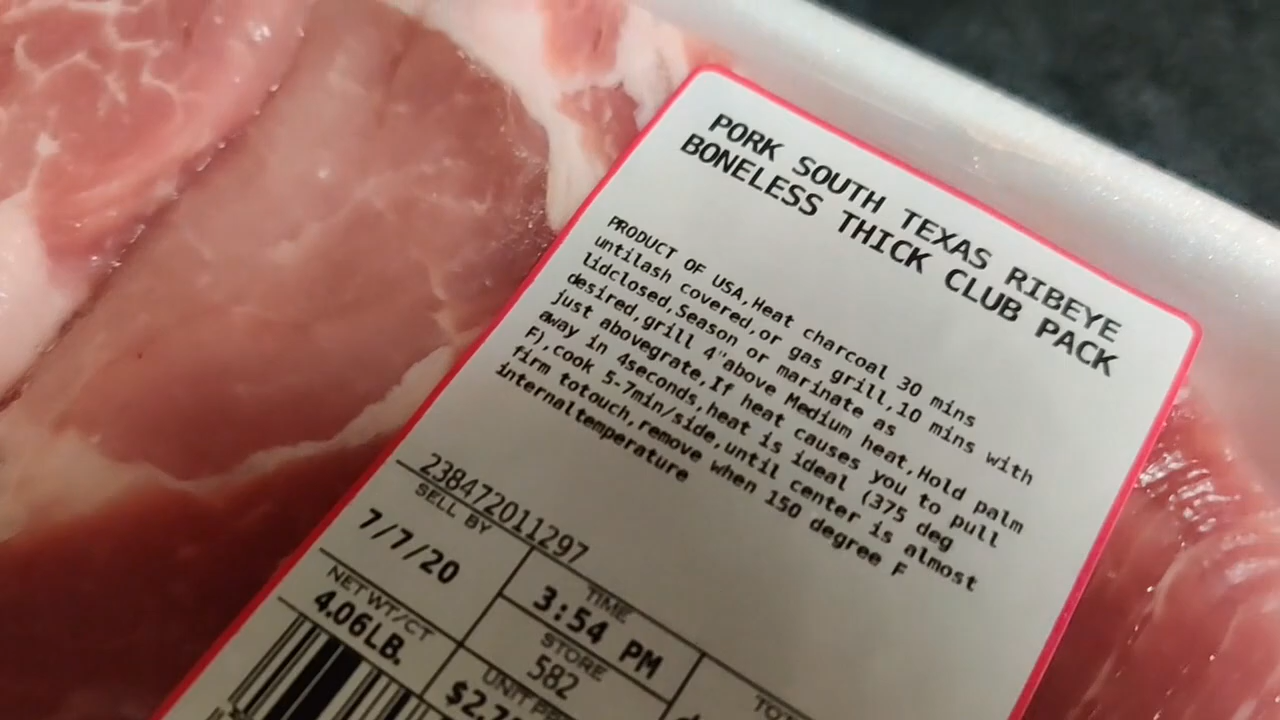 PORK SOUTH TEXAS RIBEYE
BONELESS THICK CLUB PACK
PRODUCT OF USA,Heat charcoal 30 mins
untilash covered,or gas grill,10 mins with
lidclosed,Season or marinate as
desired,grill 4"above Medium heat,Hold palm
just abovegrate,If heat causes you to pull
away in 4seconds,heat is ideal (375 deg
F),cook 5-7min/side,until center is almost
firm totouch,remove when 150 degree F
internaltemperature
238472011297
SELL BY
7/7/20
TIME
3:54 PM
NET WT/CT
4.06LB.
STORE
582